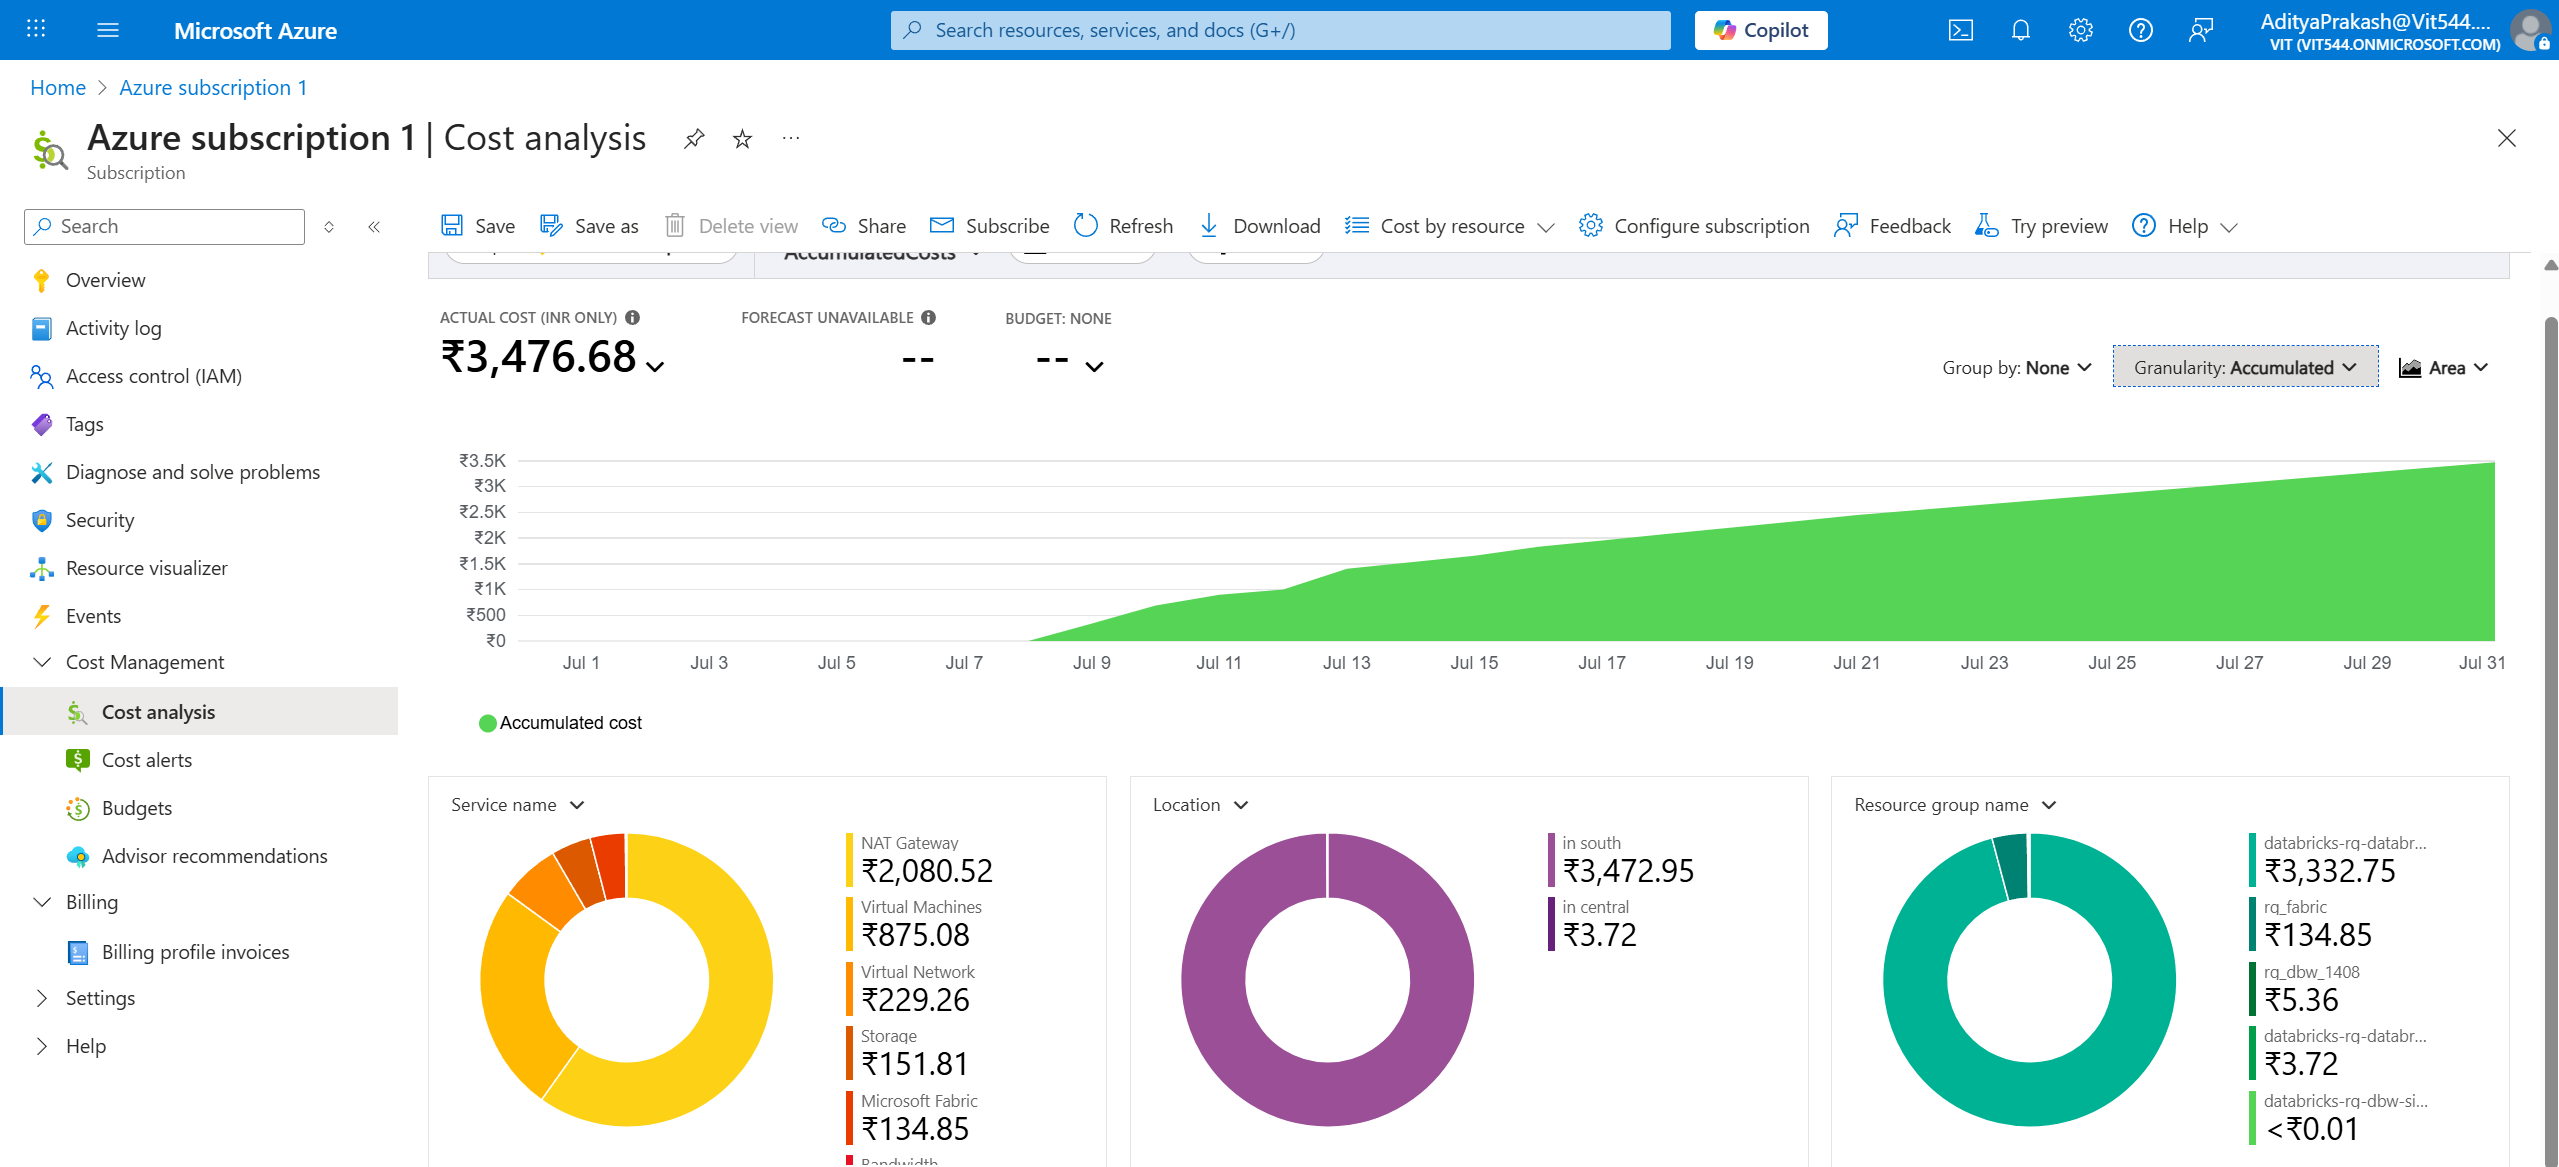 Microsoft Azure
Search resources, services, and docs (G+/)
Copilot
AdityaPrakash@Vit544....
VIT (VIT544.ONMICROSOFT.COM)
Home > Azure subscription 1
Azure subscription 1 | Cost analysis
Subscription
Search
Save
Save as
Delete view
Share
Subscribe
Refresh
Download
Cost by resource
Configure subscription
Feedback
Try preview
Help
Overview
Activity log
Access control (IAM)
Tags
Diagnose and solve problems
Security
Resource visualizer
Events
Cost Management
Cost analysis
Cost alerts
Budgets
Advisor recommendations
Billing
Billing profile invoices
Settings
Help
AccumulatedCosts
ACTUAL COST (INR ONLY)
₹3,476.68
FORECAST UNAVAILABLE
--
BUDGET: NONE
--
Group by: None
Granularity: Accumulated
Area
₹3.5K
₹3K
₹2.5K
₹2K
₹1.5K
₹1K
₹500
₹0
Jul 1
Jul 3
Jul 5
Jul 7
Jul 9
Jul 11
Jul 13
Jul 15
Jul 17
Jul 19
Jul 21
Jul 23
Jul 25
Jul 27
Jul 29
Jul 31
Accumulated cost
Service name
NAT Gateway
₹2,080.52
Virtual Machines
₹875.08
Virtual Network
₹229.26
Storage
₹151.81
Microsoft Fabric
₹134.85
Bandwidth
Location
in south
₹3,472.95
in central
₹3.72
Resource group name
databricks-rg-databr...
₹3,332.75
rg_fabric
₹134.85
rg_dbw_1408
₹5.36
databricks-rg-databr...
₹3.72
databricks-rg-dbw-si...
<₹0.01